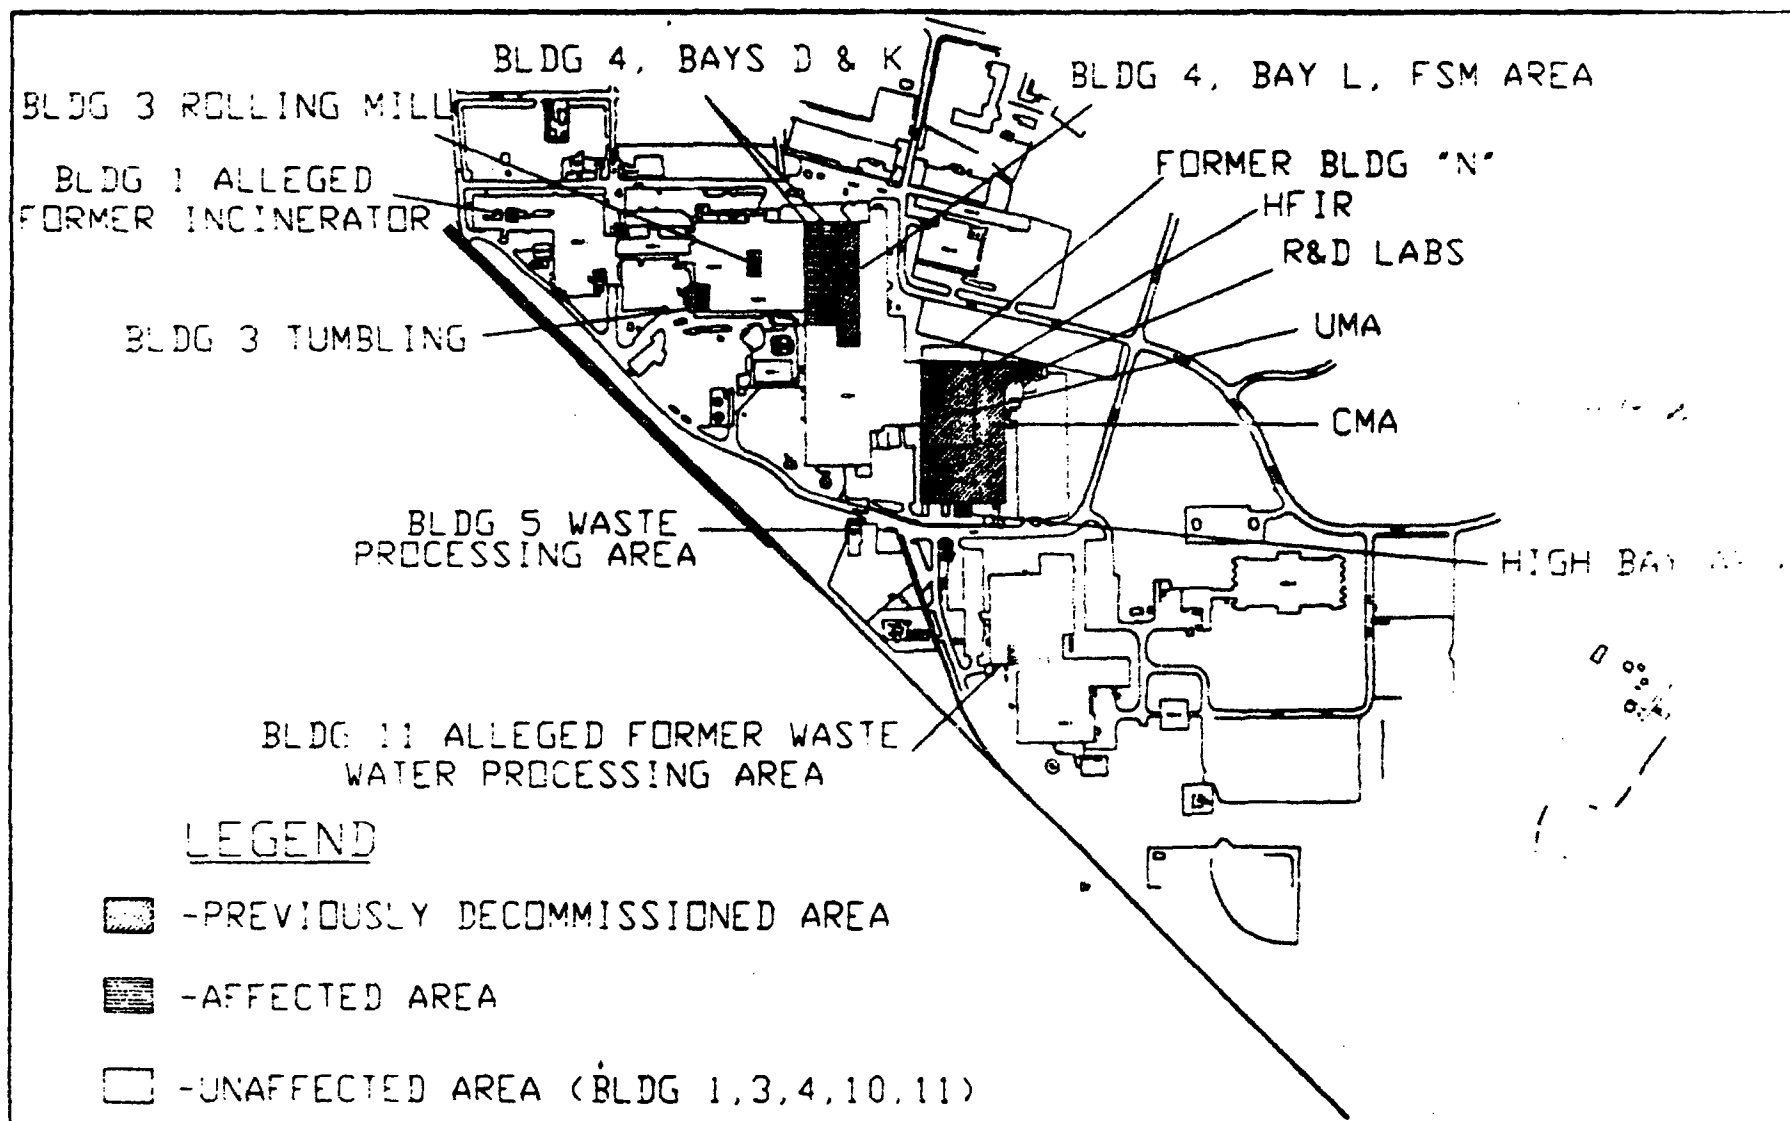 BLDG 4, BAYS D & K
BLDG 4, BAY L, FSM AREA
BLDG 3 ROLLING MILL
BLDG 1 ALLEGED
FORMER INCINERATOR
FORMER BLDG "N"
HFIR
R&D LABS
UMA
BLDG 3 TUMBLING
CMA
BLDG 5 WASTE
PROCESSING AREA
HIGH BAY
BLDG 11 ALLEGED FORMER WASTE
WATER PROCESSING AREA
LEGEND
-PREVIOUSLY DECOMMISSIONED AREA
-AFFECTED AREA
-UNAFFECTED AREA (BLDG 1,3,4,10,11)